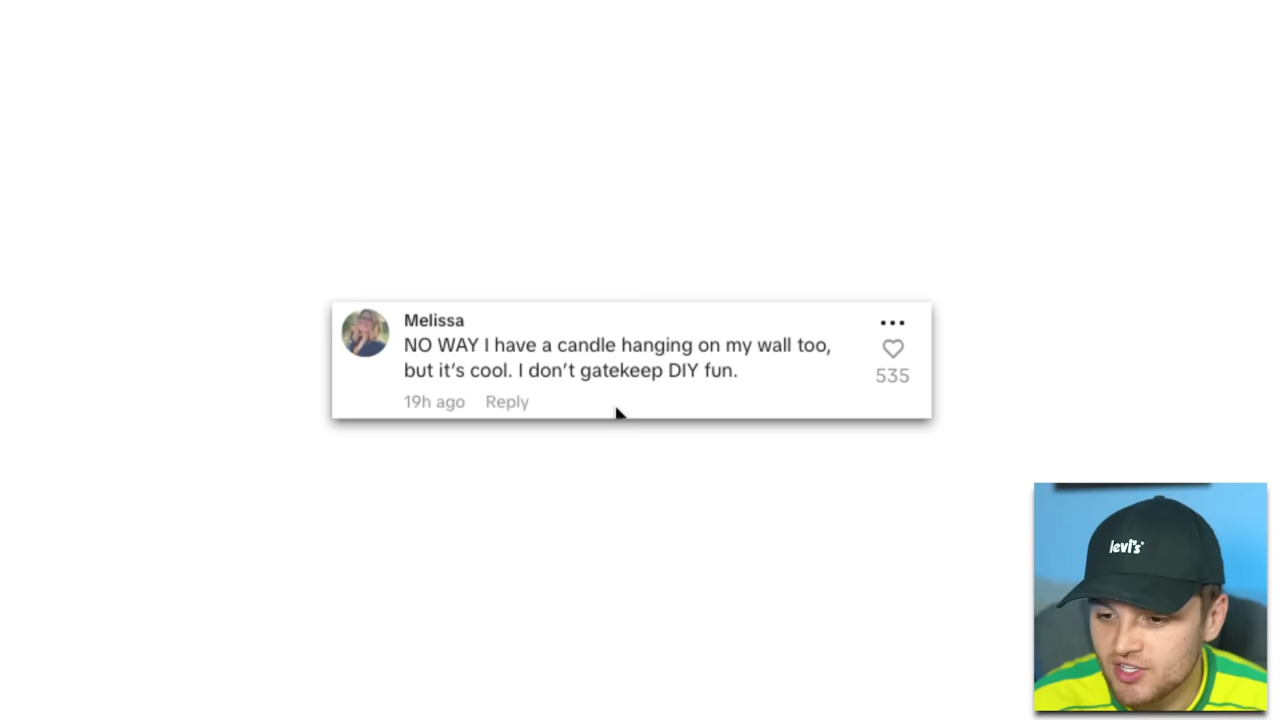 Melissa
NO WAY I have a candle hanging on my wall too,
but it’s cool. I don’t gatekeep DIY fun.
535
19h ago Reply
levi's